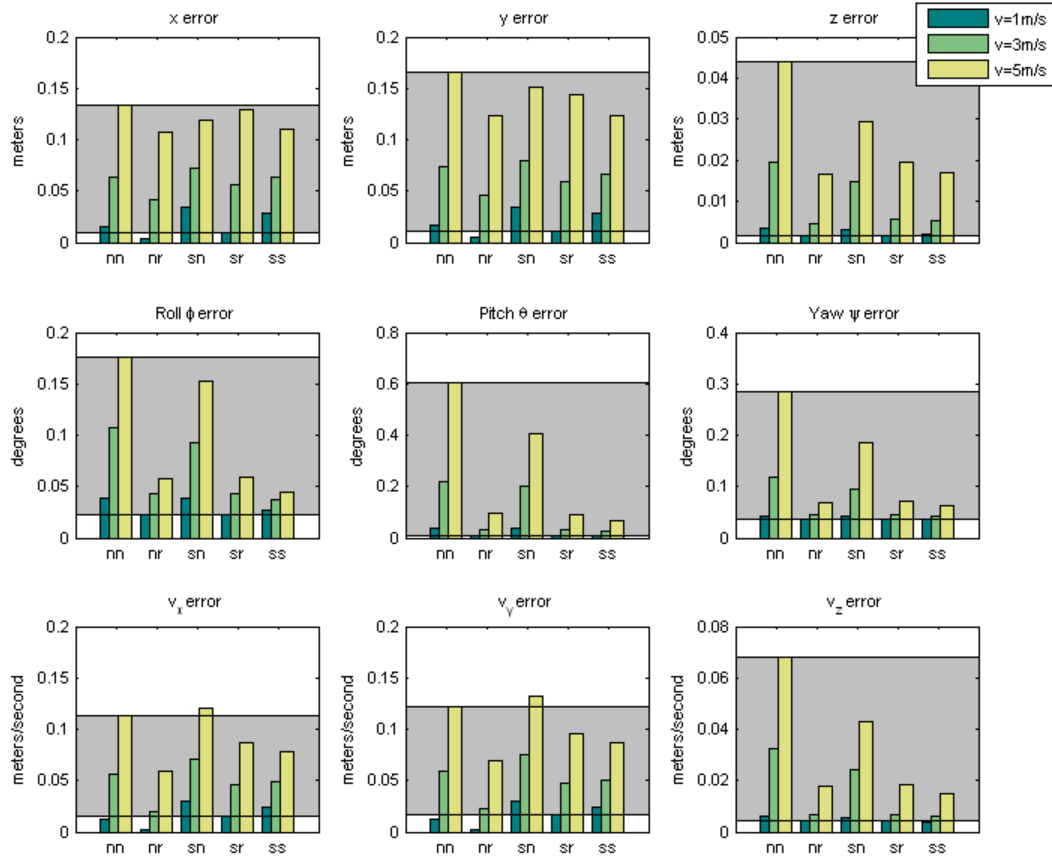 x error
y error
z error
v=1m/s
v=3m/s
v=5m/s
meters
0.2
0.15
0.1
0.05
0
nn nr sn sr ss
meters
0.2
0.15
0.1
0.05
0
nn nr sn sr ss
meters
0.05
0.04
0.03
0.02
0.01
0
nn nr sn sr ss
Roll ϕ error
Pitch θ error
Yaw ψ error
degrees
0.2
0.15
0.1
0.05
0
nn nr sn sr ss
degrees
0.8
0.6
0.4
0.2
0
nn nr sn sr ss
degrees
0.4
0.3
0.2
0.1
0
nn nr sn sr ss
v_x error
v_y error
v_z error
meters/second
0.2
0.15
0.1
0.05
0
nn nr sn sr ss
meters/second
0.2
0.15
0.1
0.05
0
nn nr sn sr ss
meters/second
0.08
0.06
0.04
0.02
0
nn nr sn sr ss